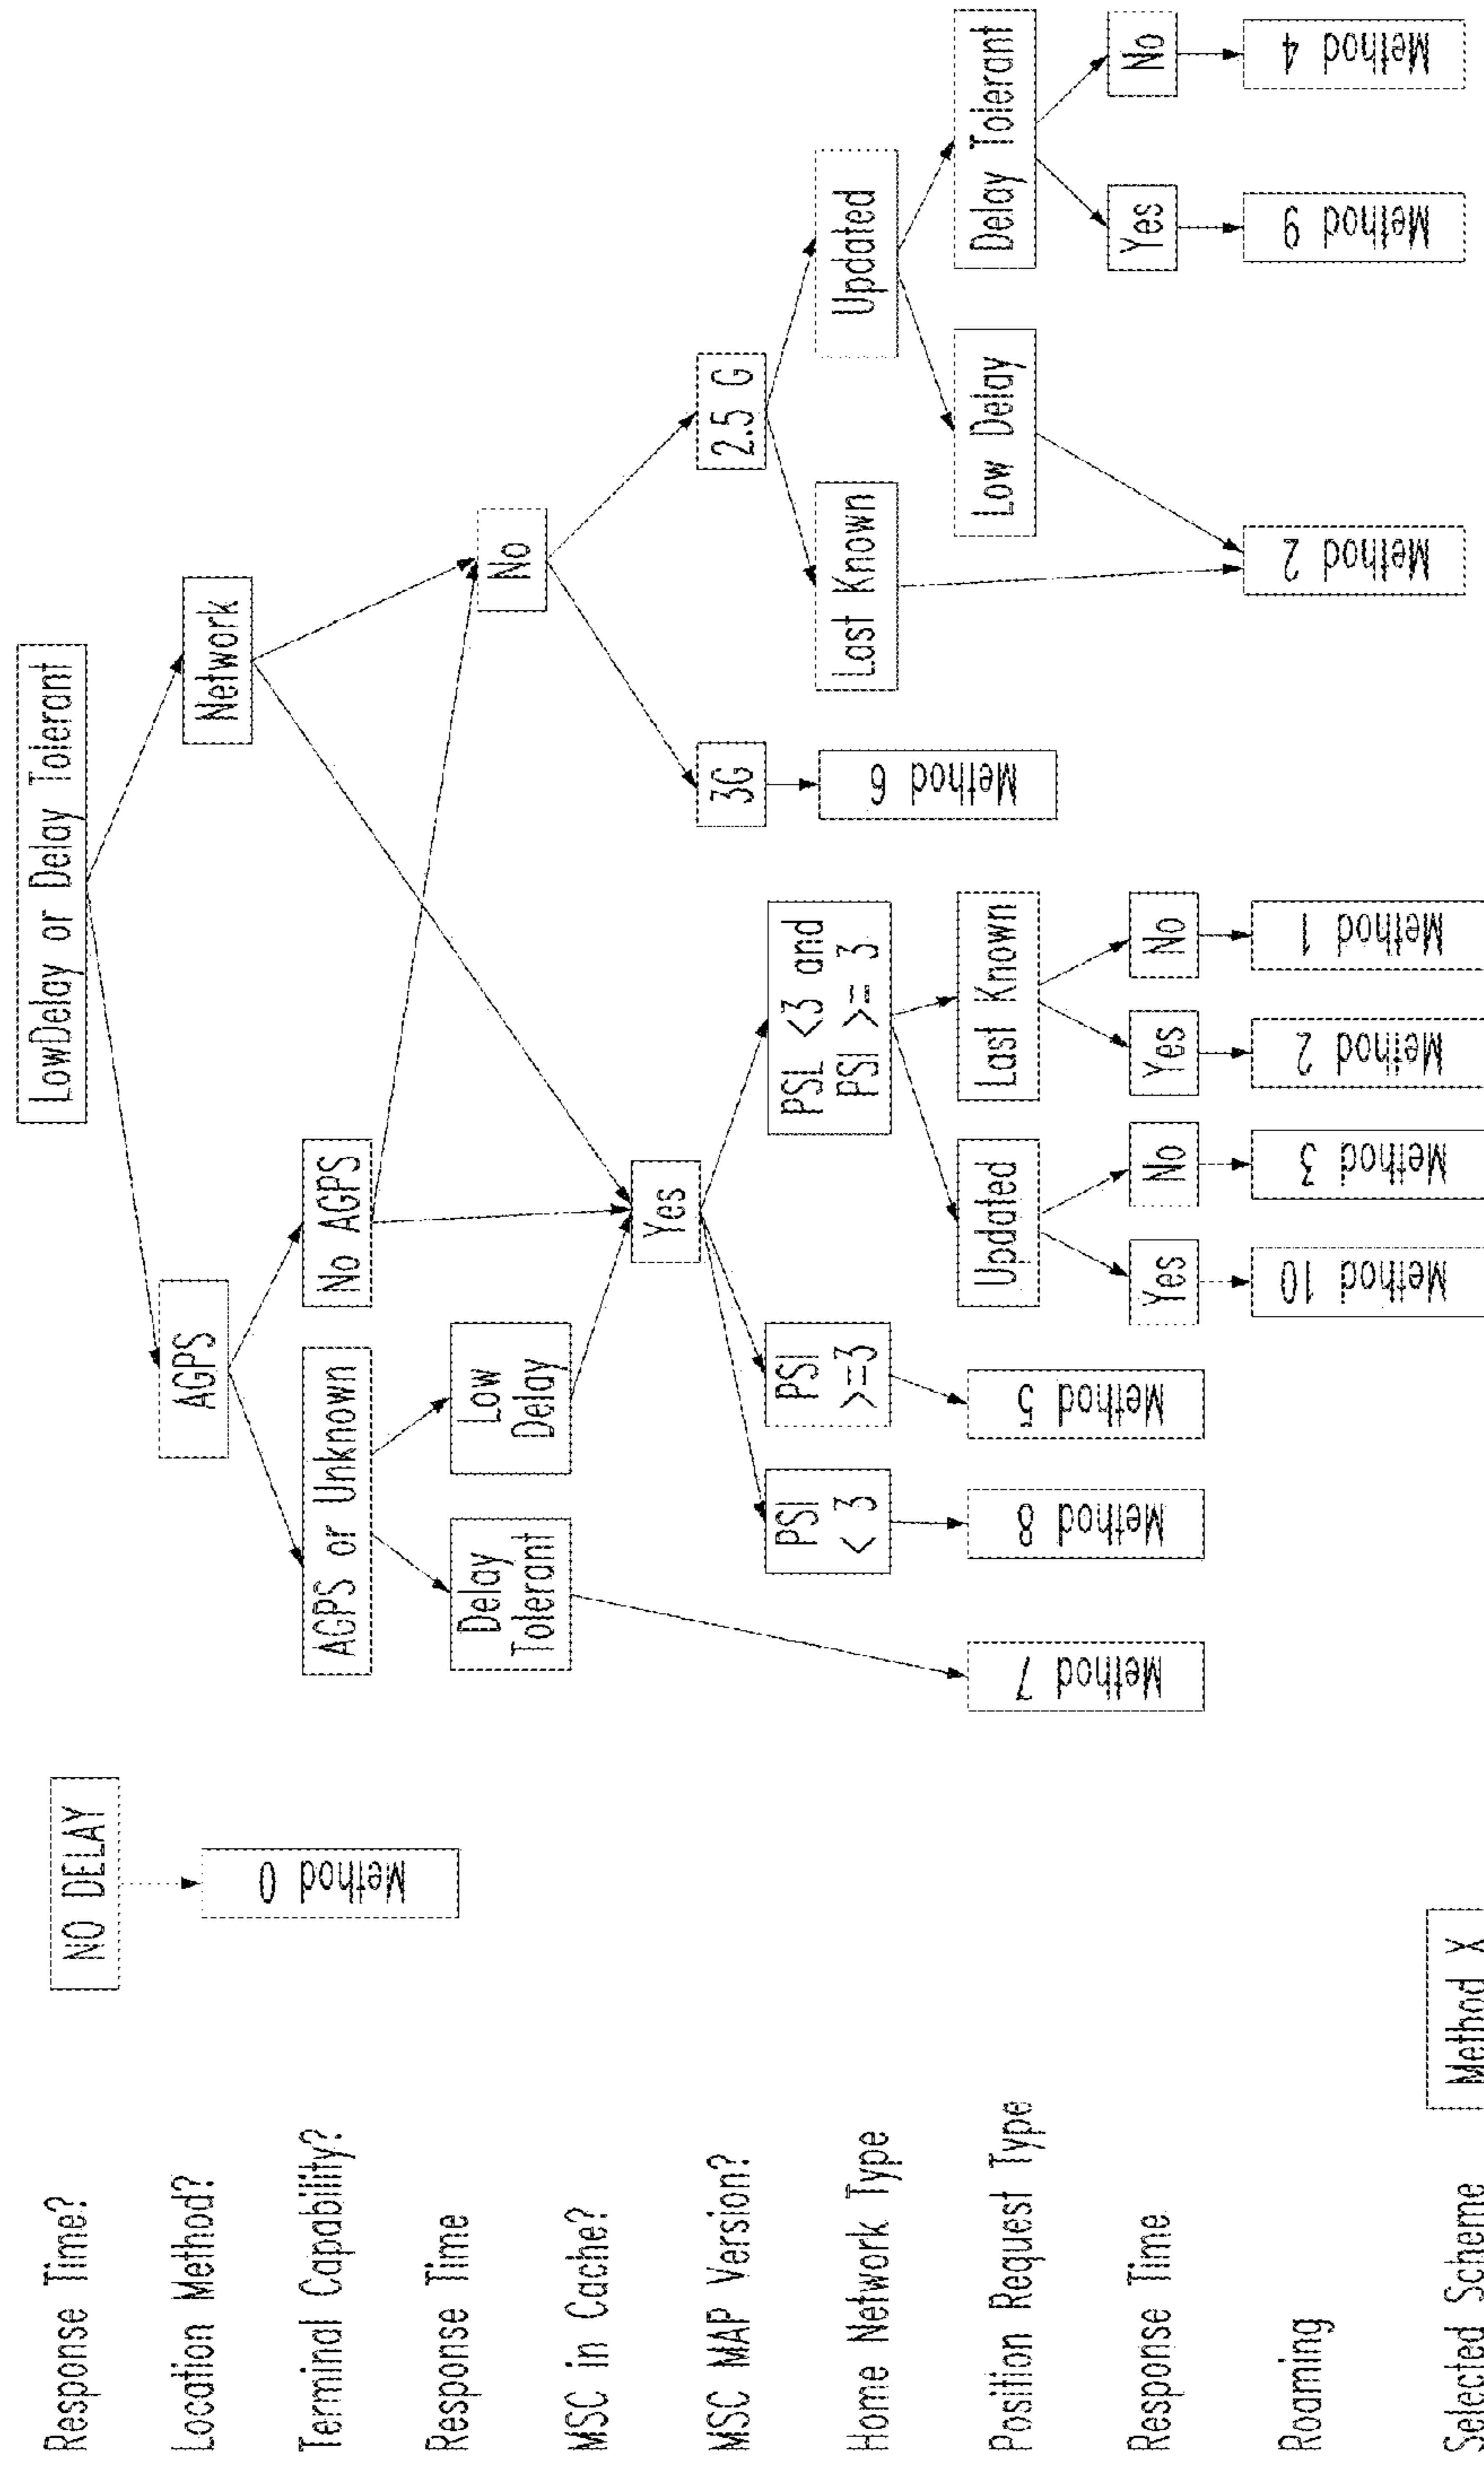 Response Time?
Location Method?
Terminal Capability?
Response Time
MSC in Cache?
MSC MAP Version?
Home Network Type
Position Request Type
Response Time
Roaming
Selected Scheme
Method X
NO DELAY
Method 0
LowDelay or Delay Tolerant
AGPS
Network
AGPS or Unknown
No AGPS
Delay
Tolerant
Low
Delay
Yes
No
PSI
< 3
PSI
>=3
PSL <3 and
PSI >= 3
3G
2.5 G
Method 7
Method 8
Method 5
Updated
Last Known
Method 6
Last Known
Updated
Low Delay
Delay Tolerant
Yes
No
Yes
No
Yes
No
Method 10
Method 3
Method 2
Method 1
Method 2
Method 9
Method 4